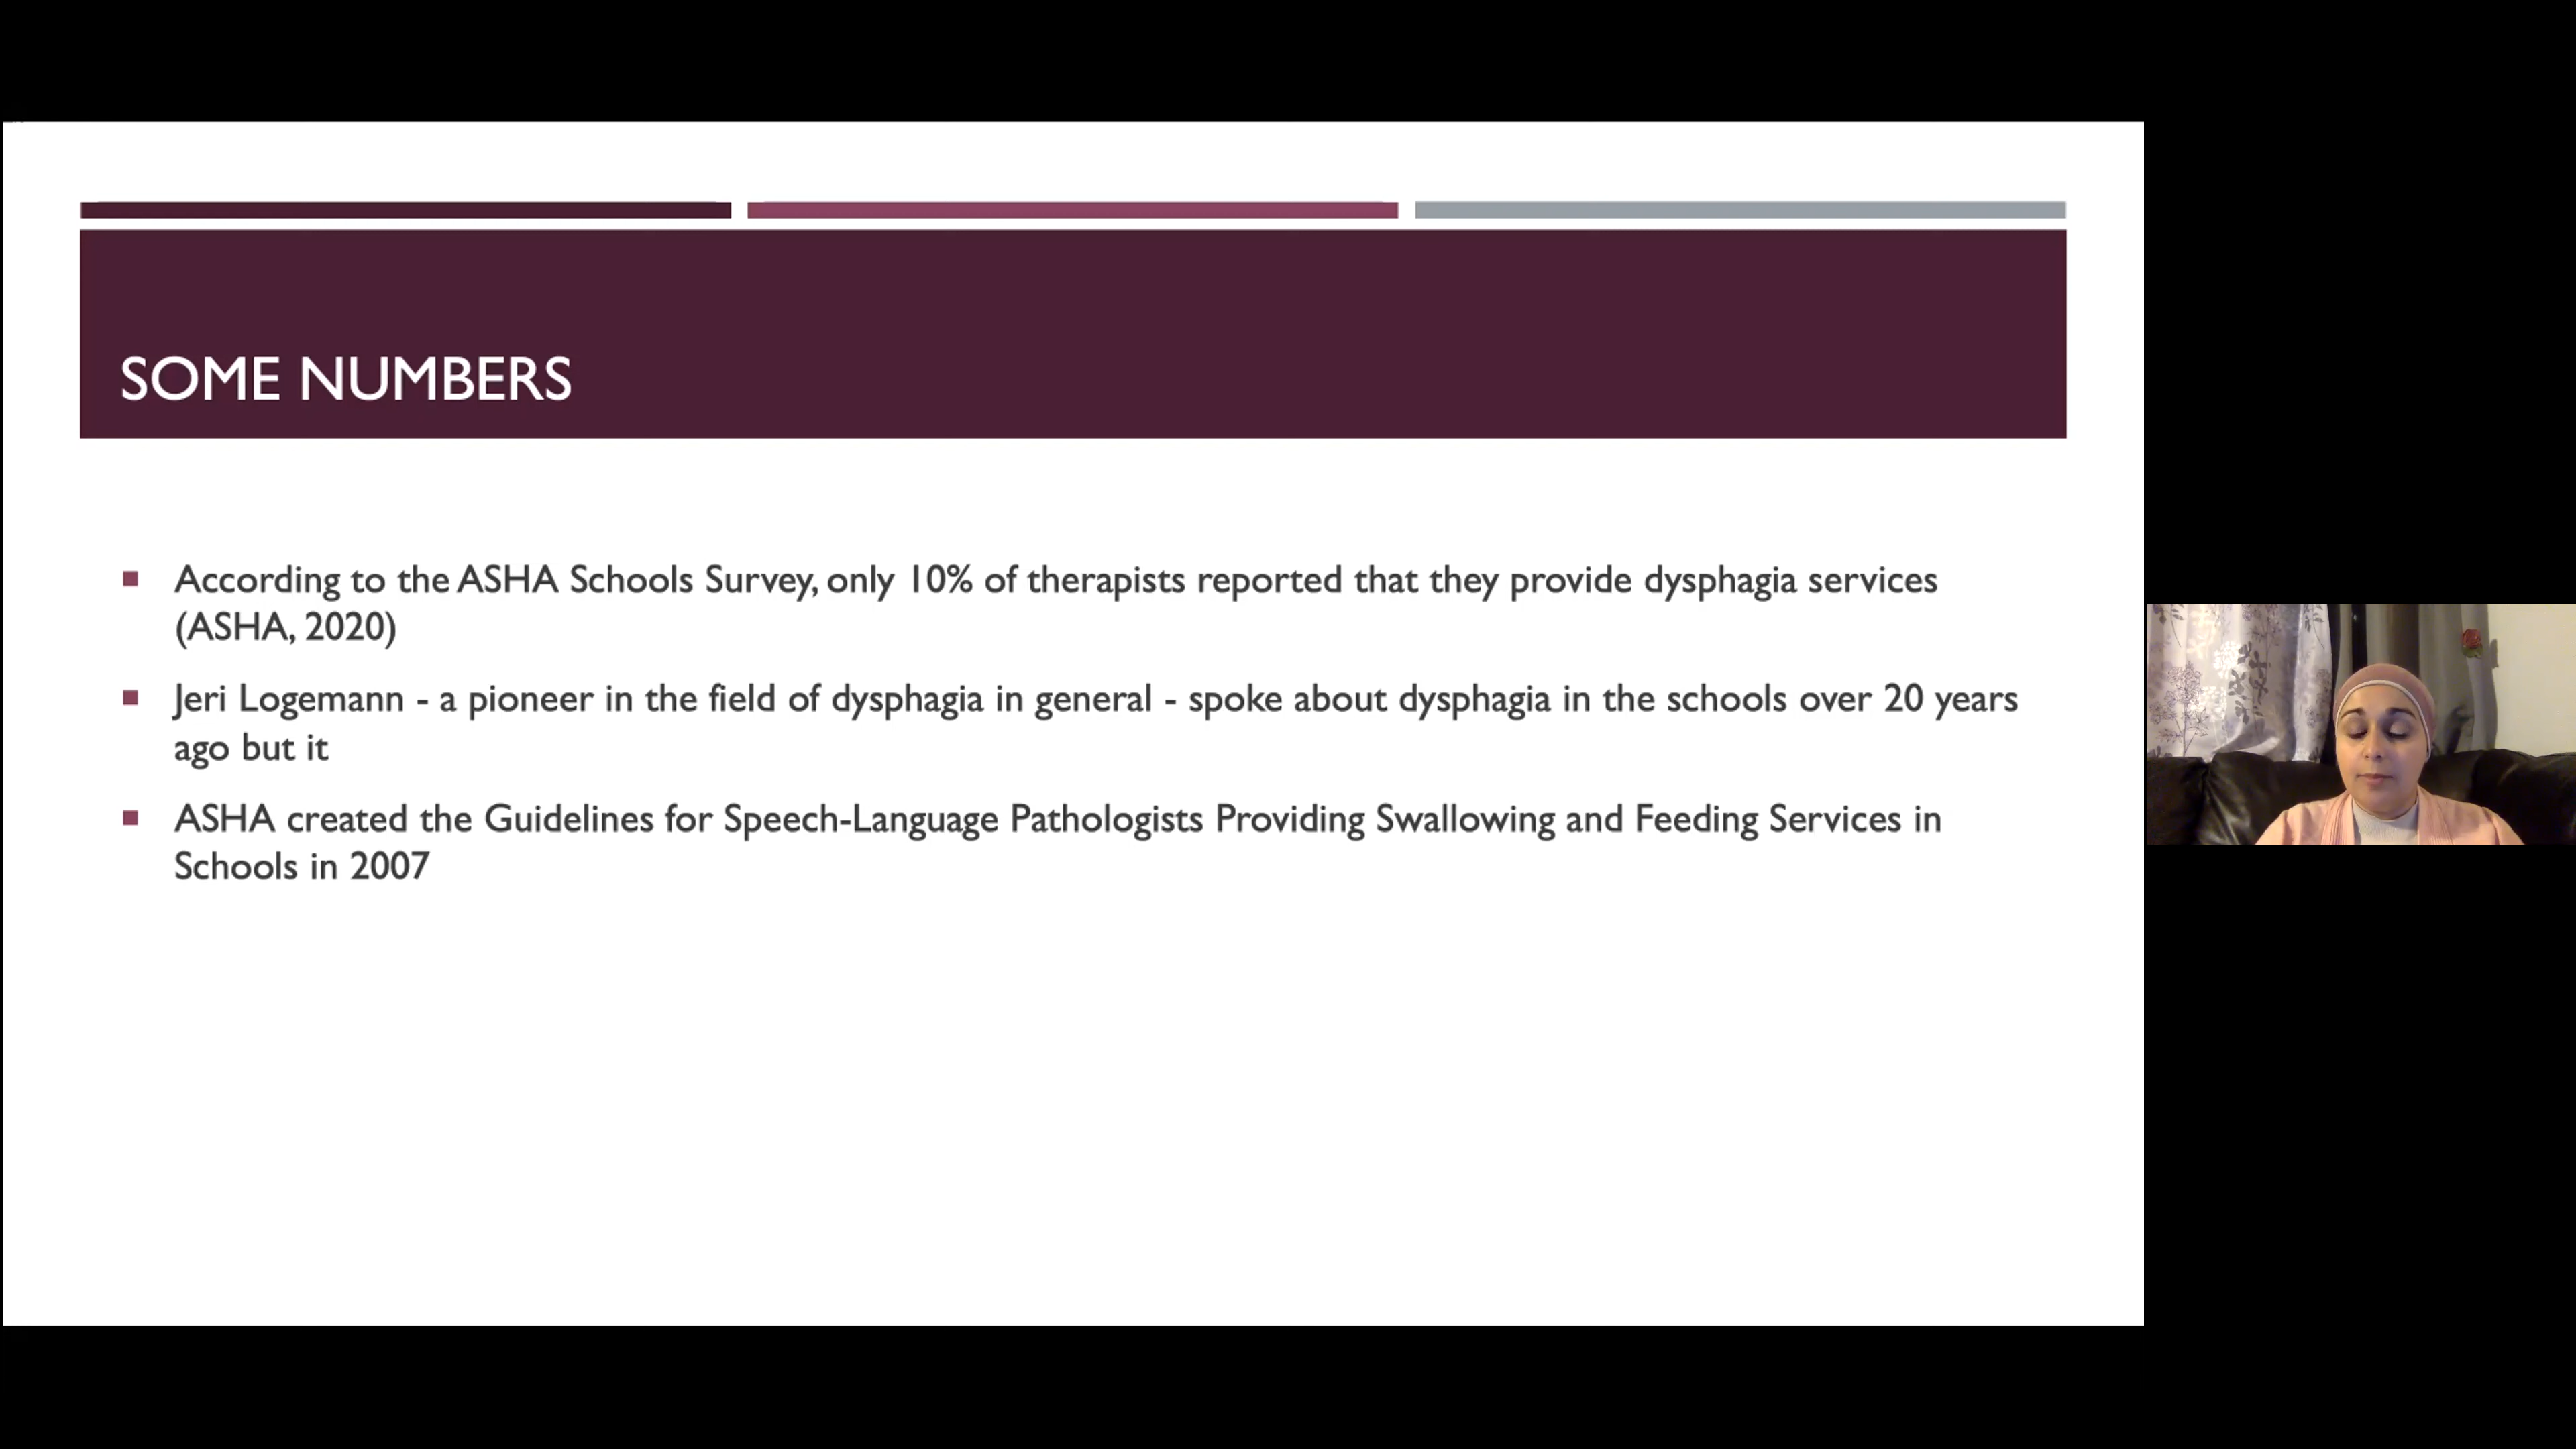 SOME NUMBERS
According to the ASHA Schools Survey, only 10% of therapists reported that they provide dysphagia services
(ASHA, 2020)
Jeri Logemann - a pioneer in the field of dysphagia in general - spoke about dysphagia in the schools over 20 years
ago but it
ASHA created the Guidelines for Speech-Language Pathologists Providing Swallowing and Feeding Services in
Schools in 2007